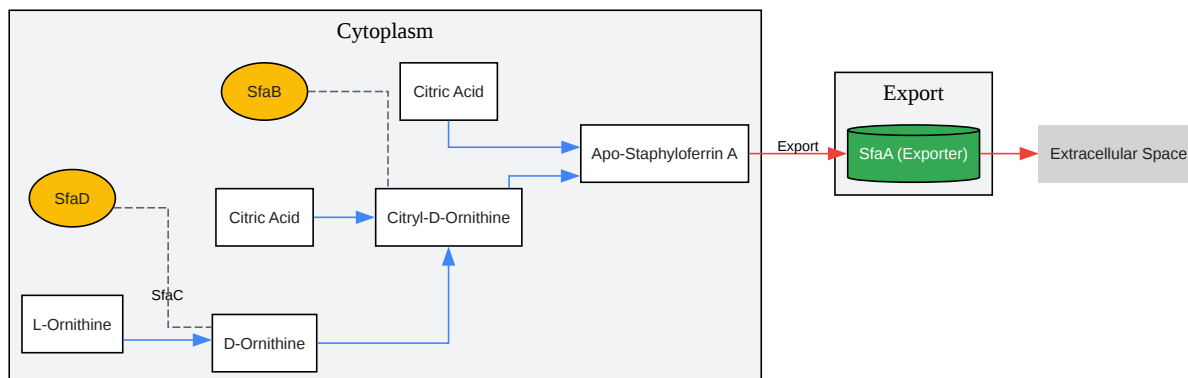 Cytoplasm
SfaB
Citric Acid
Export
Apo-Staphyloferrin A
Export
SfaA (Exporter)
Extracellular Space
SfaD
Citric Acid
Citryl-D-Ornithine
SfaC
L-Ornithine
D-Ornithine